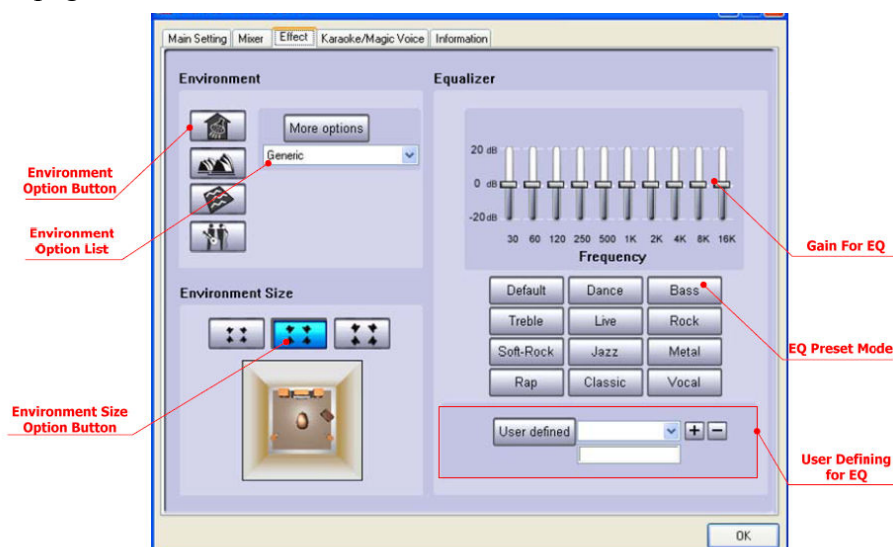 Main Setting Mixer Effect Karaoke/Magic Voice Information
Environment
More options
Generic
Environment
Option Button
Environment
Option List
Environment Size
Environment Size
Option Button
Equalizer
20 dB
0 dB
-20 dB
30 60 120 250 500 1K 2K 4K 8K 16K
Frequency
Gain For EQ
Default Dance Bass
Treble Live Rock
Soft-Rock Jazz Metal
Rap Classic Vocal
EQ Preset Mode
User defined
User Defining
for EQ
OK